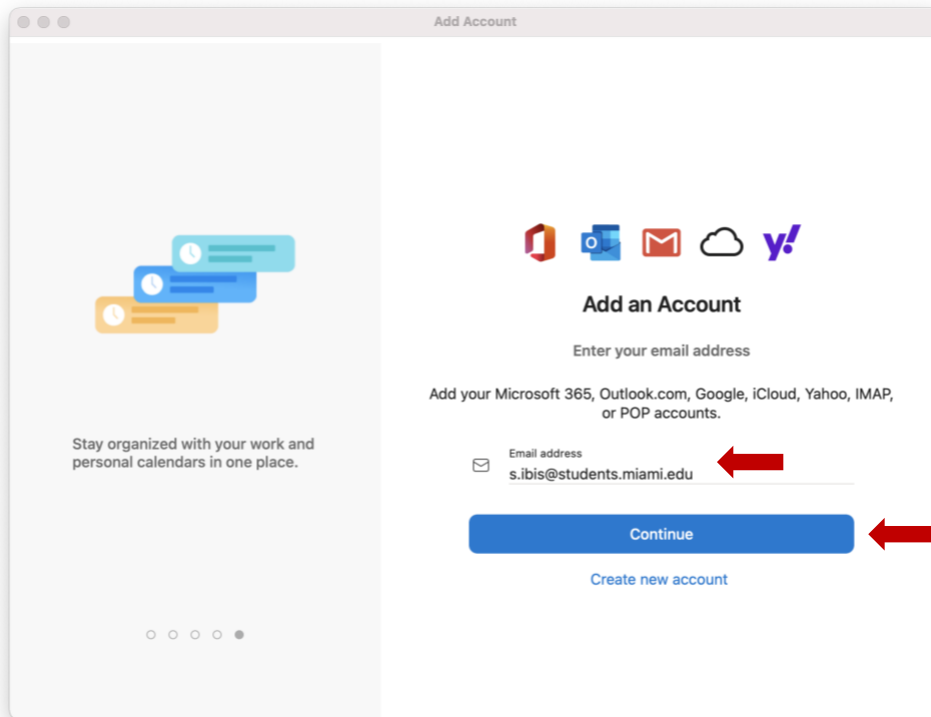 Add Account
Stay organized with your work and
personal calendars in one place.
Add an Account
Enter your email address
Add your Microsoft 365, Outlook.com, Google, iCloud, Yahoo, IMAP,
or POP accounts.
Email address
s.ibis@students.miami.edu
Continue
Create new account